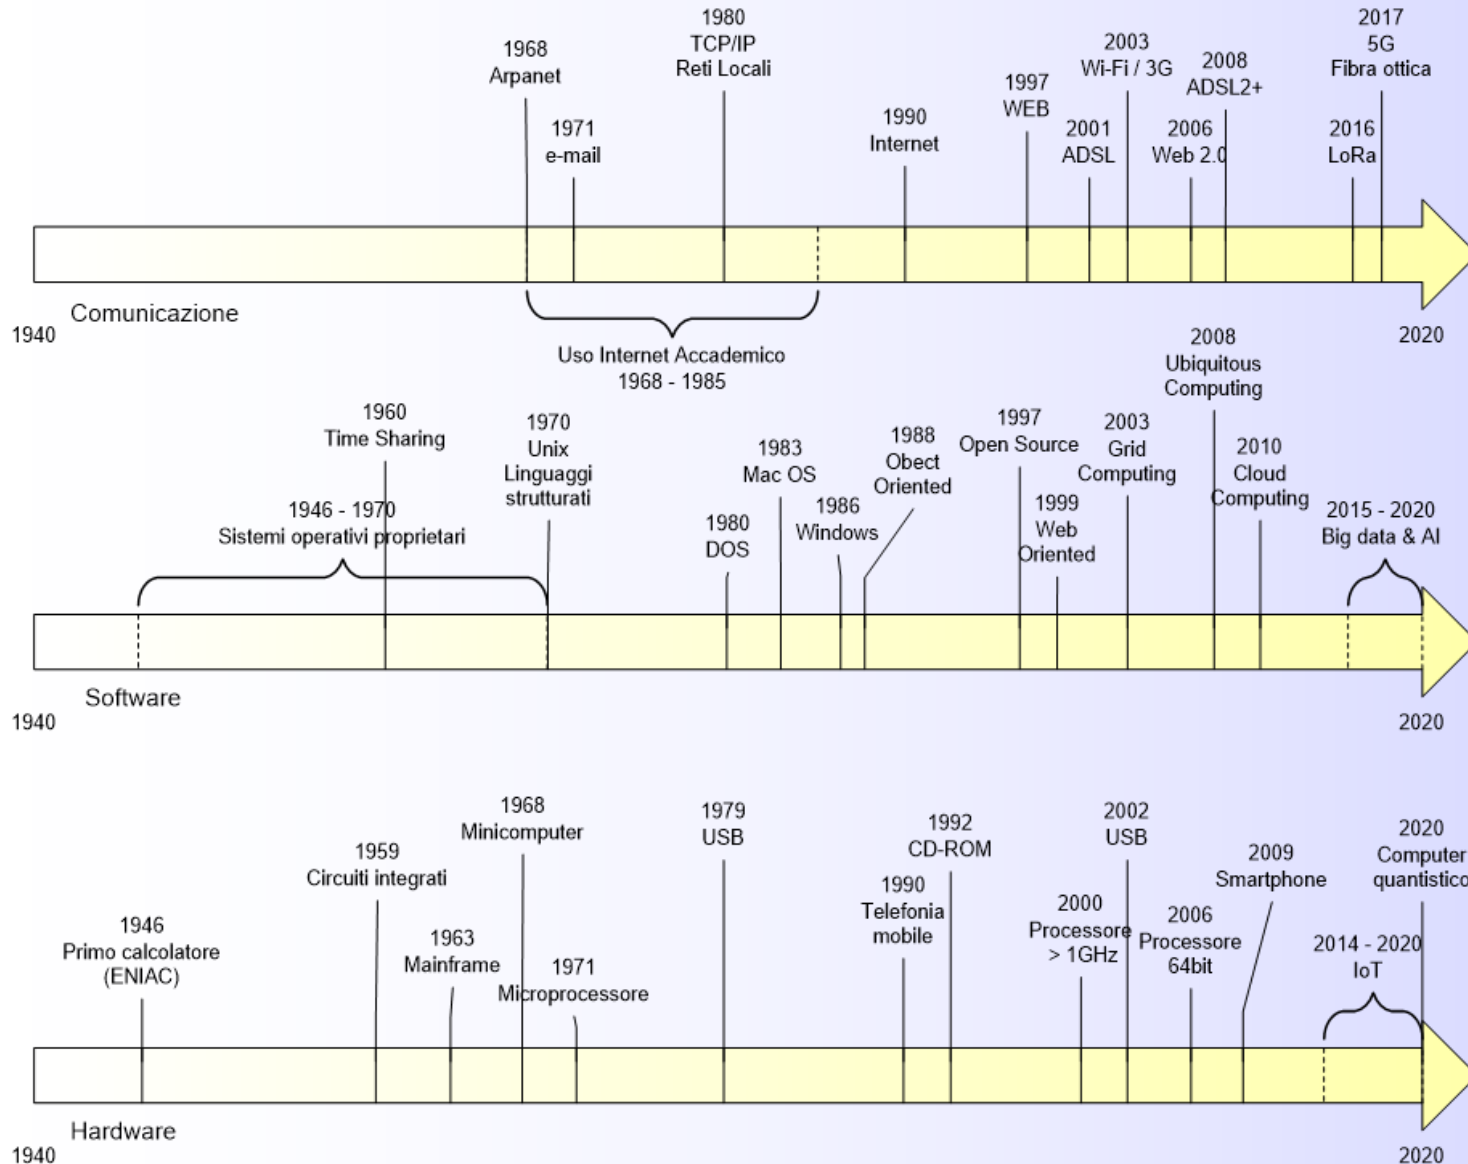 1968
Arpanet
1971
e-mail
1980
TCP/IP
Reti Locali
1990
Internet
1997
WEB
2001
ADSL
2003
Wi-Fi / 3G
2006
Web 2.0
2008
ADSL2+
2016
LoRa
2017
5G
Fibra ottica
Comunicazione
1940
2020
Uso Internet Accademico
1968 - 1985
1946 - 1970
Sistemi operativi proprietari
1960
Time Sharing
1970
Unix
Linguaggi
strutturati
1980
DOS
1983
Mac OS
1986
Windows
1988
Obect
Oriented
1997
Open Source
1999
Web
Oriented
2003
Grid
Computing
2008
Ubiquitous
Computing
2010
Cloud
Computing
2015 - 2020
Big data & AI
Software
1940
2020
1946
Primo calcolatore
(ENIAC)
1959
Circuiti integrati
1963
Mainframe
1968
Minicomputer
1971
Microprocessore
1979
USB
1990
Telefonia
mobile
1992
CD-ROM
2000
Processore
> 1GHz
2002
USB
2006
Processore
64bit
2009
Smartphone
2014 - 2020
IoT
2020
Computer
quantistico
Hardware
1940
2020